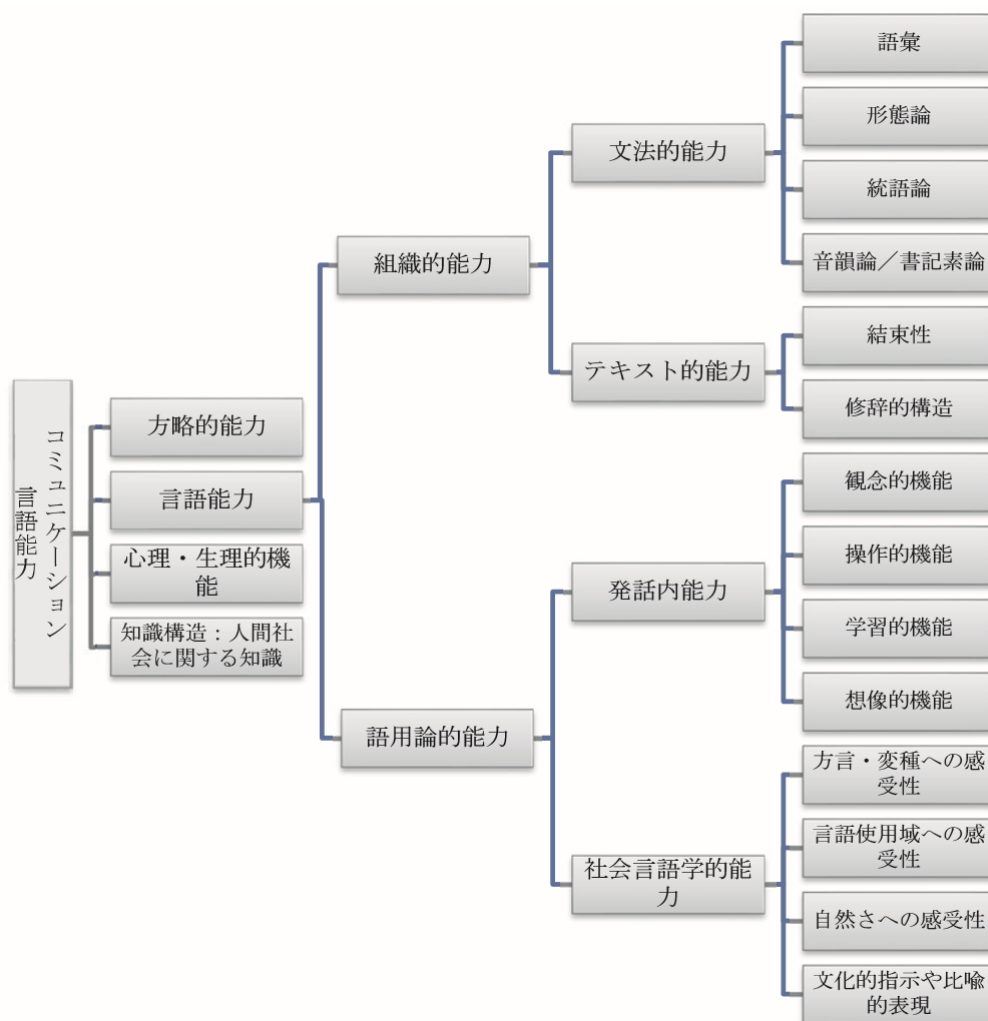 コミュニケーション
言語能力
方略的能力
言語能力
心理・生理的機
能
知識構造：人間社
会に関する知識
組織的能力
語用論的能力
文法的能力
テキスト的能力
発話内能力
社会言語学的能
力
語彙
形態論
統語論
音韻論／書記素論
結束性
修辞的構造
観念的機能
操作的機能
学習的機能
想像的機能
方言・変種への感
受性
言語使用域への感
受性
自然さへの感受性
文化的指示や比喩
的表現